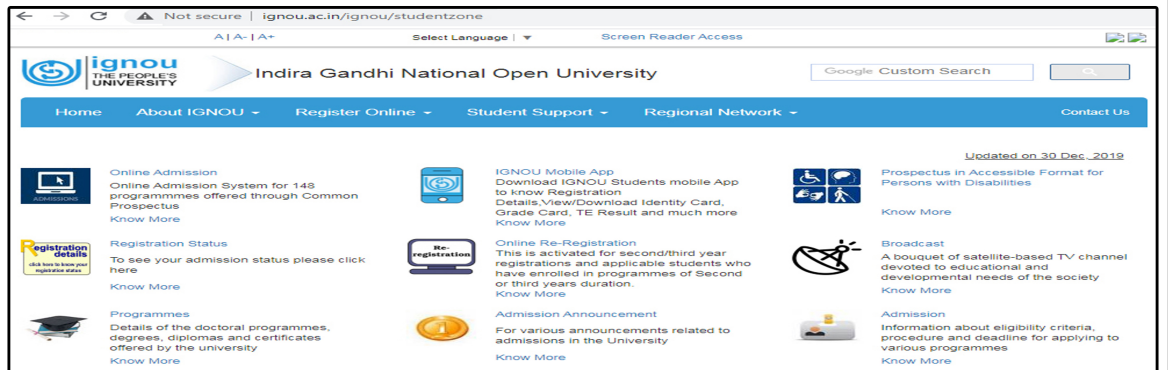 Not secure | ignou.ac.in/ignou/studentzone
A | A- | A+ Select Language | ▼ Screen Reader Access
ignou
THE PEOPLE'S
UNIVERSITY
Indira Gandhi National Open University
Google Custom Search
Home About IGNOU Register Online Student Support Regional Network Contact Us
Updated on 30 Dec, 2019
ADMISSIONS
Online Admission
Online Admission System for 148
programmmes offered through Common
Prospectus
Know More
IGNOU Mobile App
Download IGNOU Students mobile App
to know Registration
Details,View/Download Identity Card,
Grade Card, TE Result and much more
Know More
Prospectus in Accessible Format for
Persons with Disabilities
Know More
Registration
details
click here to know your
registration status
Registration Status
To see your admission status please click
here
Know More
Re-
registration
Online Re-Registration
This is activated for second/third year
registrations and applicable students who
have enrolled in programmes of Second
or third years duration.
Know More
Broadcast
A bouquet of satellite-based TV channel
devoted to educational and
developmental needs of the society
Know More
Programmes
Details of the doctoral programmes,
degrees, diplomas and certificates
offered by the university
Know More
1
Admission Announcement
For various announcements related to
admissions in the University
Know More
Admission
Information about eligibility criteria,
procedure and deadline for applying to
various programmes
Know More